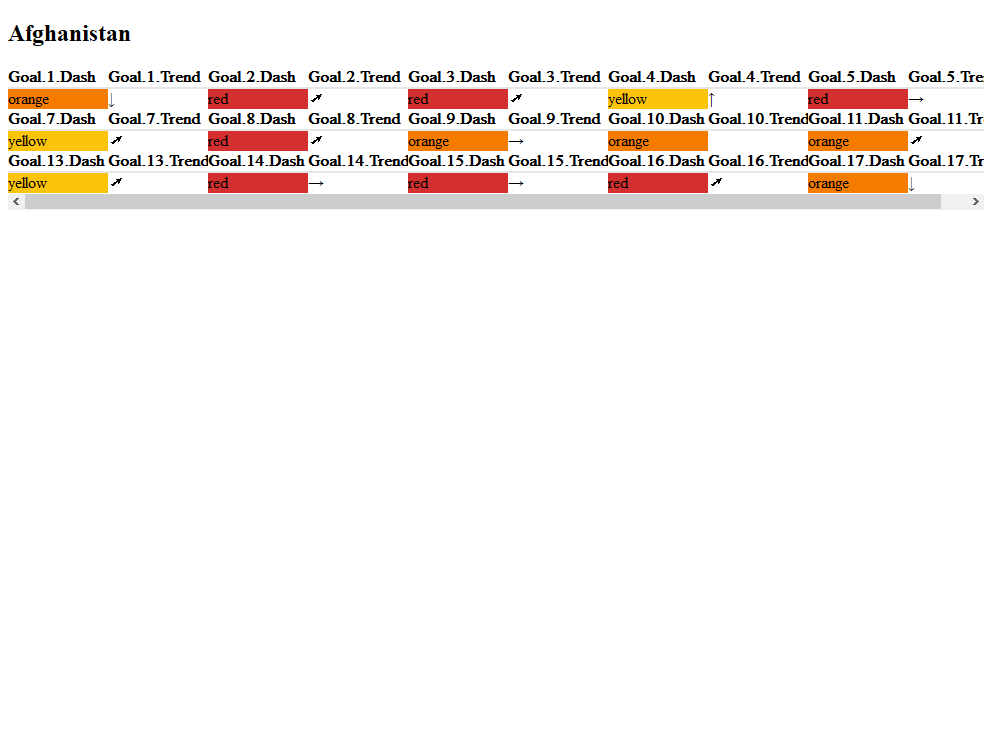 Afghanistan
Goal.1.Dash Goal.1.Trend Goal.2.Dash Goal.2.Trend Goal.3.Dash Goal.3.Trend Goal.4.Dash Goal.4.Trend Goal.5.Dash Goal.5.Tre
orange ↓ red ➚ red ➚ yellow ↑ red →
Goal.7.Dash Goal.7.Trend Goal.8.Dash Goal.8.Trend Goal.9.Dash Goal.9.Trend Goal.10.Dash Goal.10.Trend Goal.11.Dash Goal.11.Tr
yellow ➚ red ➚ orange → orange orange ➚
Goal.13.Dash Goal.13.Trend Goal.14.Dash Goal.14.Trend Goal.15.Dash Goal.15.Trend Goal.16.Dash Goal.16.Trend Goal.17.Dash Goal.17.T
yellow ➚ red → red → red ➚ orange ↓